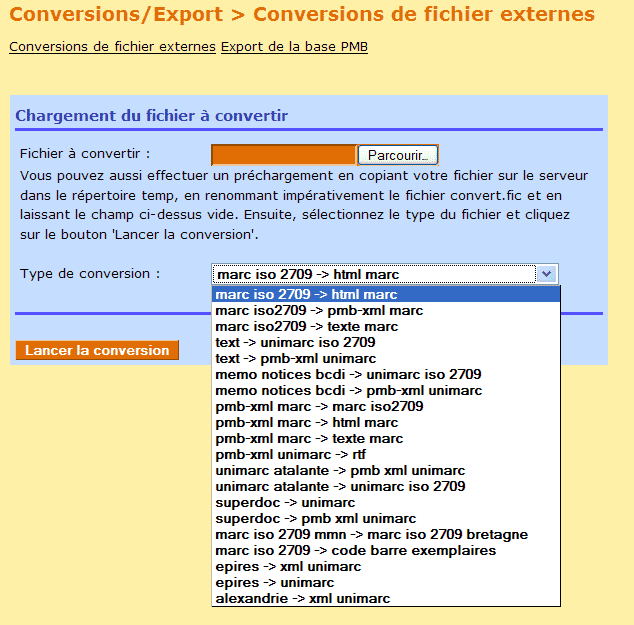 Conversions/Export > Conversions de fichier externes
Conversions de fichier externes Export de la base PMB
Chargement du fichier à convertir
Fichier à convertir : Parcourir...
Vous pouvez aussi effectuer un préchargement en copiant votre fichier sur le serveur
dans le répertoire temp, en renommant impérativement le fichier convert.fic et en
laissant le champ ci-dessus vide. Ensuite, sélectionnez le type du fichier et cliquez
sur le bouton 'Lancer la conversion'.
Type de conversion : marc iso 2709 -> html marc
marc iso 2709 -> html marc
marc iso2709 -> pmb-xml marc
marc iso2709 -> texte marc
text -> unimarc iso 2709
text -> pmb-xml unimarc
memo notices bcdi -> unimarc iso 2709
memo notices bcdi -> pmb-xml unimarc
pmb-xml marc -> marc iso2709
pmb-xml marc -> html marc
pmb-xml marc -> texte marc
pmb-xml unimarc -> rtf
unimarc atalante -> pmb xml unimarc
unimarc atalante -> unimarc iso 2709
superdoc -> unimarc
superdoc -> pmb xml unimarc
marc iso 2709 mmn -> marc iso 2709 bretagne
marc iso 2709 -> code barre exemplaires
epires -> xml unimarc
epires -> unimarc
alexandrie -> xml unimarc
Lancer la conversion